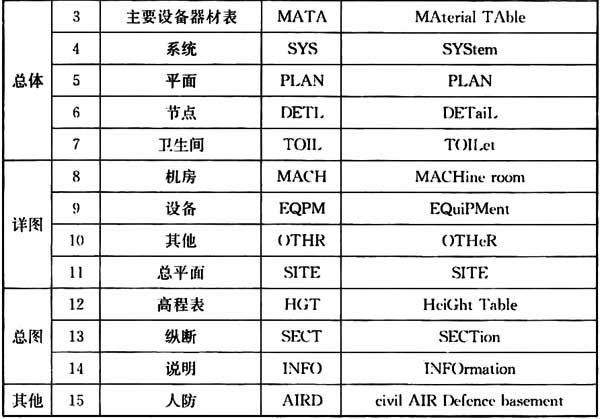 3 主要设备器材表 MATA MAterial TAble
4 系统 SYS SYStem
总体 5 平面 PLAN PLAN
6 节点 DETL DETaiL
7 卫生间 TOIL TOILet
8 机房 MACH MACHine room
详图 9 设备 EQPM EQuiPMent
10 其他 OTHR OTHeR
11 总平面 SITE SITE
12 高程表 HGT HeiGht Table
总图 13 纵断 SECT SECTion
14 说明 INFO INFOrmation
其他 15 人防 AIRD civil AIR Defence basement